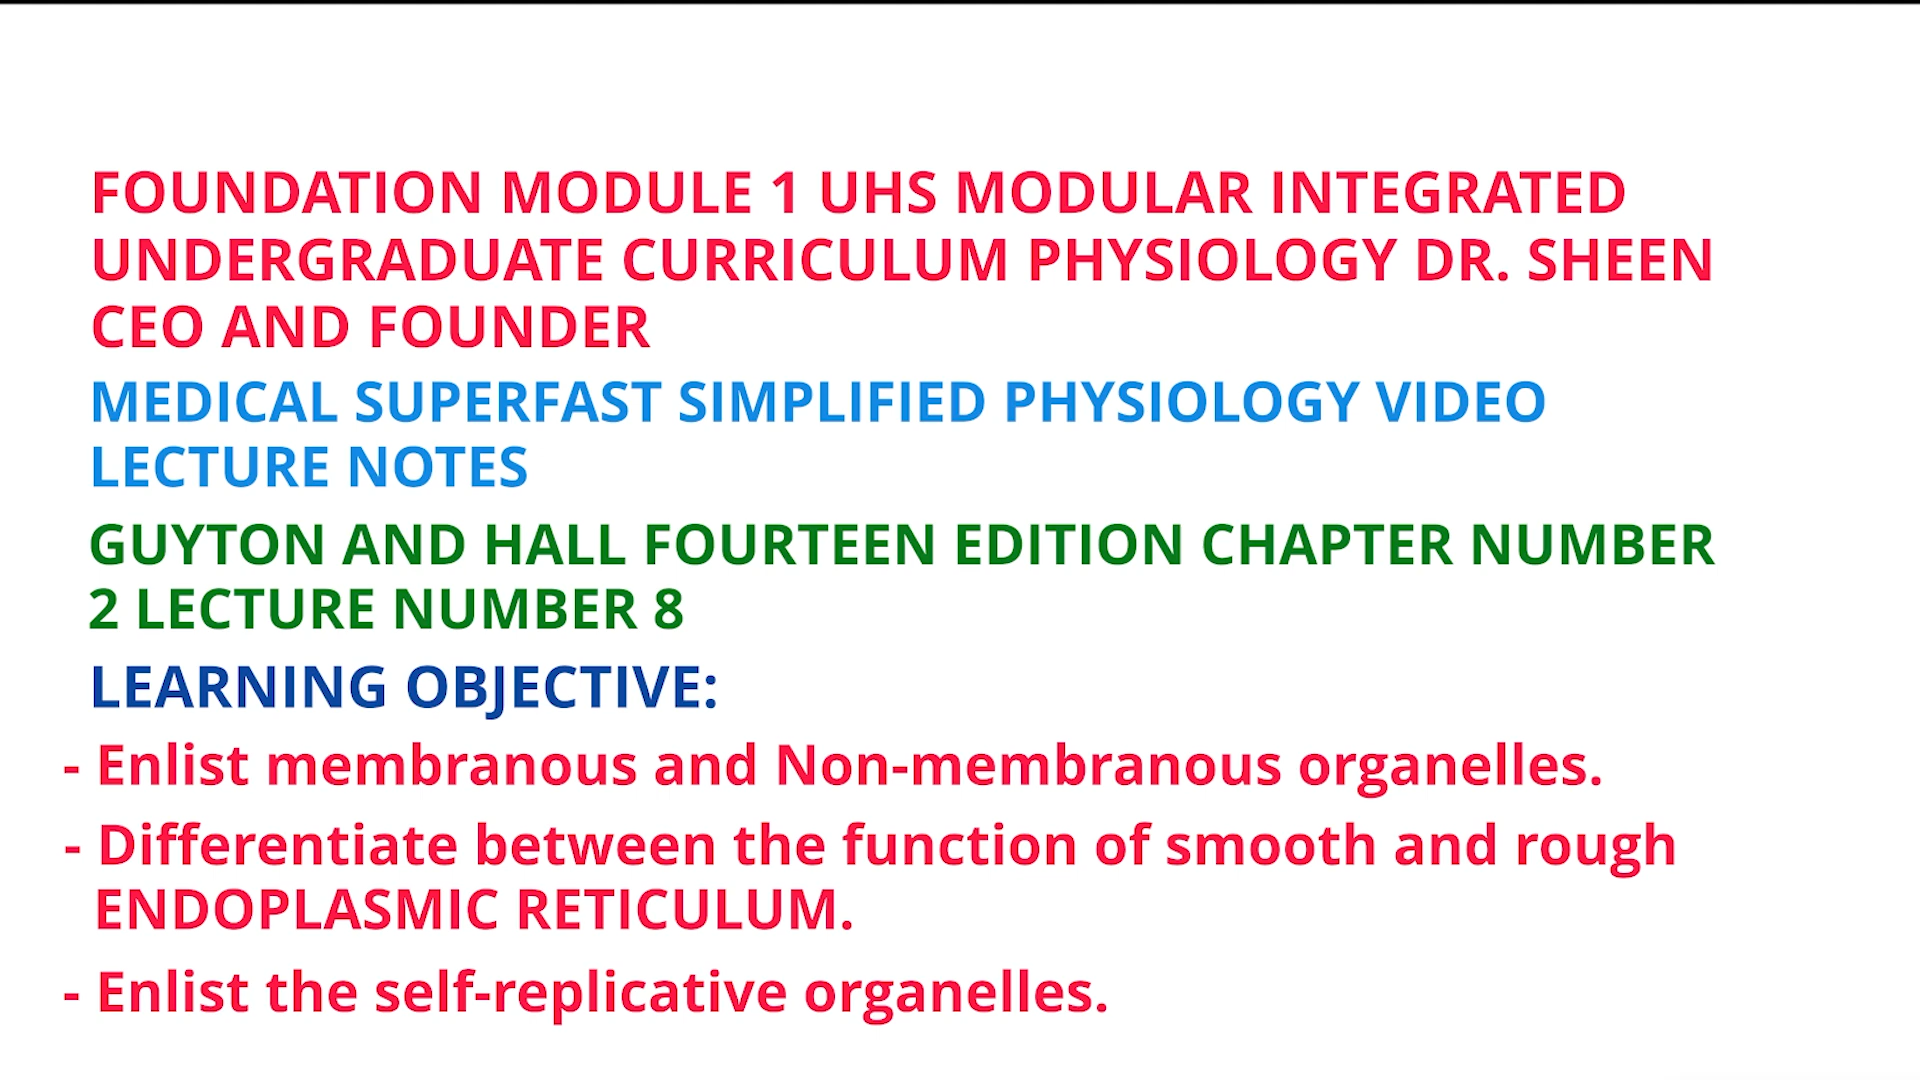 FOUNDATION MODULE 1 UHS MODULAR INTEGRATED
UNDERGRADUATE CURRICULUM PHYSIOLOGY DR. SHEEN
CEO AND FOUNDER
MEDICAL SUPERFAST SIMPLIFIED PHYSIOLOGY VIDEO
LECTURE NOTES
GUYTON AND HALL FOURTEEN EDITION CHAPTER NUMBER
2 LECTURE NUMBER 8
LEARNING OBJECTIVE:
- Enlist membranous and Non-membranous organelles.
- Differentiate between the function of smooth and rough
ENDOPLASMIC RETICULUM.
- Enlist the self-replicative organelles.